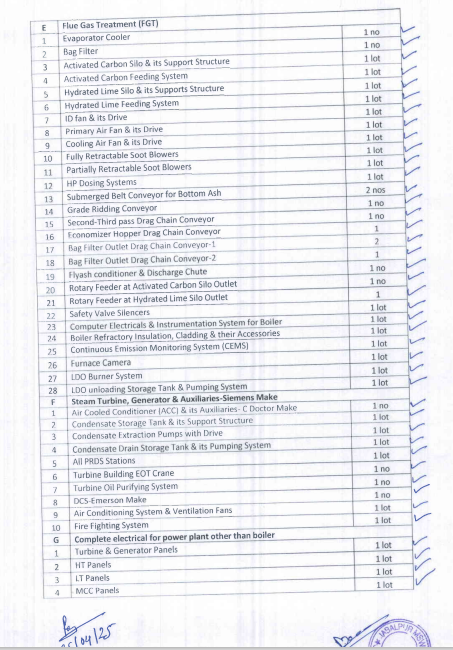 E Flue Gas Treatment (FGT)
1 Evaporator Cooler 1 no
2 Bag Filter 1 no
3 Activated Carbon Silo & its Support Structure 1 lot
4 Activated Carbon Feeding System 1 lot
5 Hydrated Lime Silo & its Supports Structure 1 lot
6 Hydrated Lime Feeding System 1 lot
7 ID fan & its Drive 1 lot
8 Primary Air Fan & its Drive 1 lot
9 Cooling Air Fan & its Drive 1 lot
10 Fully Retractable Soot Blowers 1 lot
11 Partially Retractable Soot Blowers 1 lot
12 HP Dosing Systems 1 lot
13 Submerged Belt Conveyor for Bottom Ash 2 nos
14 Grade Ridding Conveyor 1 no
15 Second-Third pass Drag Chain Conveyor 1 no
16 Economizer Hopper Drag Chain Conveyor 1
17 Bag Filter Outlet Drag Chain Conveyor-1 2
18 Bag Filter Outlet Drag Chain Conveyor-2 1
19 Flyash conditioner & Discharge Chute 1 no
20 Rotary Feeder at Activated Carbon Silo Outlet 1 no
21 Rotary Feeder at Hydrated Lime Silo Outlet 1
22 Safety Valve Silencers 1 lot
23 Computer Electricals & Instrumentation System for Boiler 1 lot
24 Boiler Refractory Insulation, Cladding & their Accessories 1 lot
25 Continuous Emission Monitoring System (CEMS) 1 lot
26 Furnace Camera 1 lot
27 LDO Burner System 1 lot
28 LDO unloading Storage Tank & Pumping System 1 lot
F Steam Turbine, Generator & Auxiliaries-Siemens Make
1 Air Cooled Conditioner (ACC) & its Auxiliaries- C Doctor Make 1 no
2 Condensate Storage Tank & its Support Structure 1 lot
3 Condensate Extraction Pumps with Drive 1 lot
4 Condensate Drain Storage Tank & its Pumping System 1 lot
5 All PRDS Stations 1 lot
6 Turbine Building EOT Crane 1 no
7 Turbine Oil Purifying System 1 no
8 DCS-Emerson Make 1 no
9 Air Conditioning System & Ventilation Fans 1 lot
10 Fire Fighting System 1 lot
G Complete electrical for power plant other than boiler
1 Turbine & Generator Panels 1 lot
2 HT Panels 1 lot
3 LT Panels 1 lot
4 MCC Panels 1 lot
/04/25